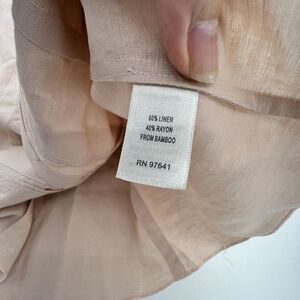 60% LINEN
40% RAYON
FROM BAMBOO
RN 97641